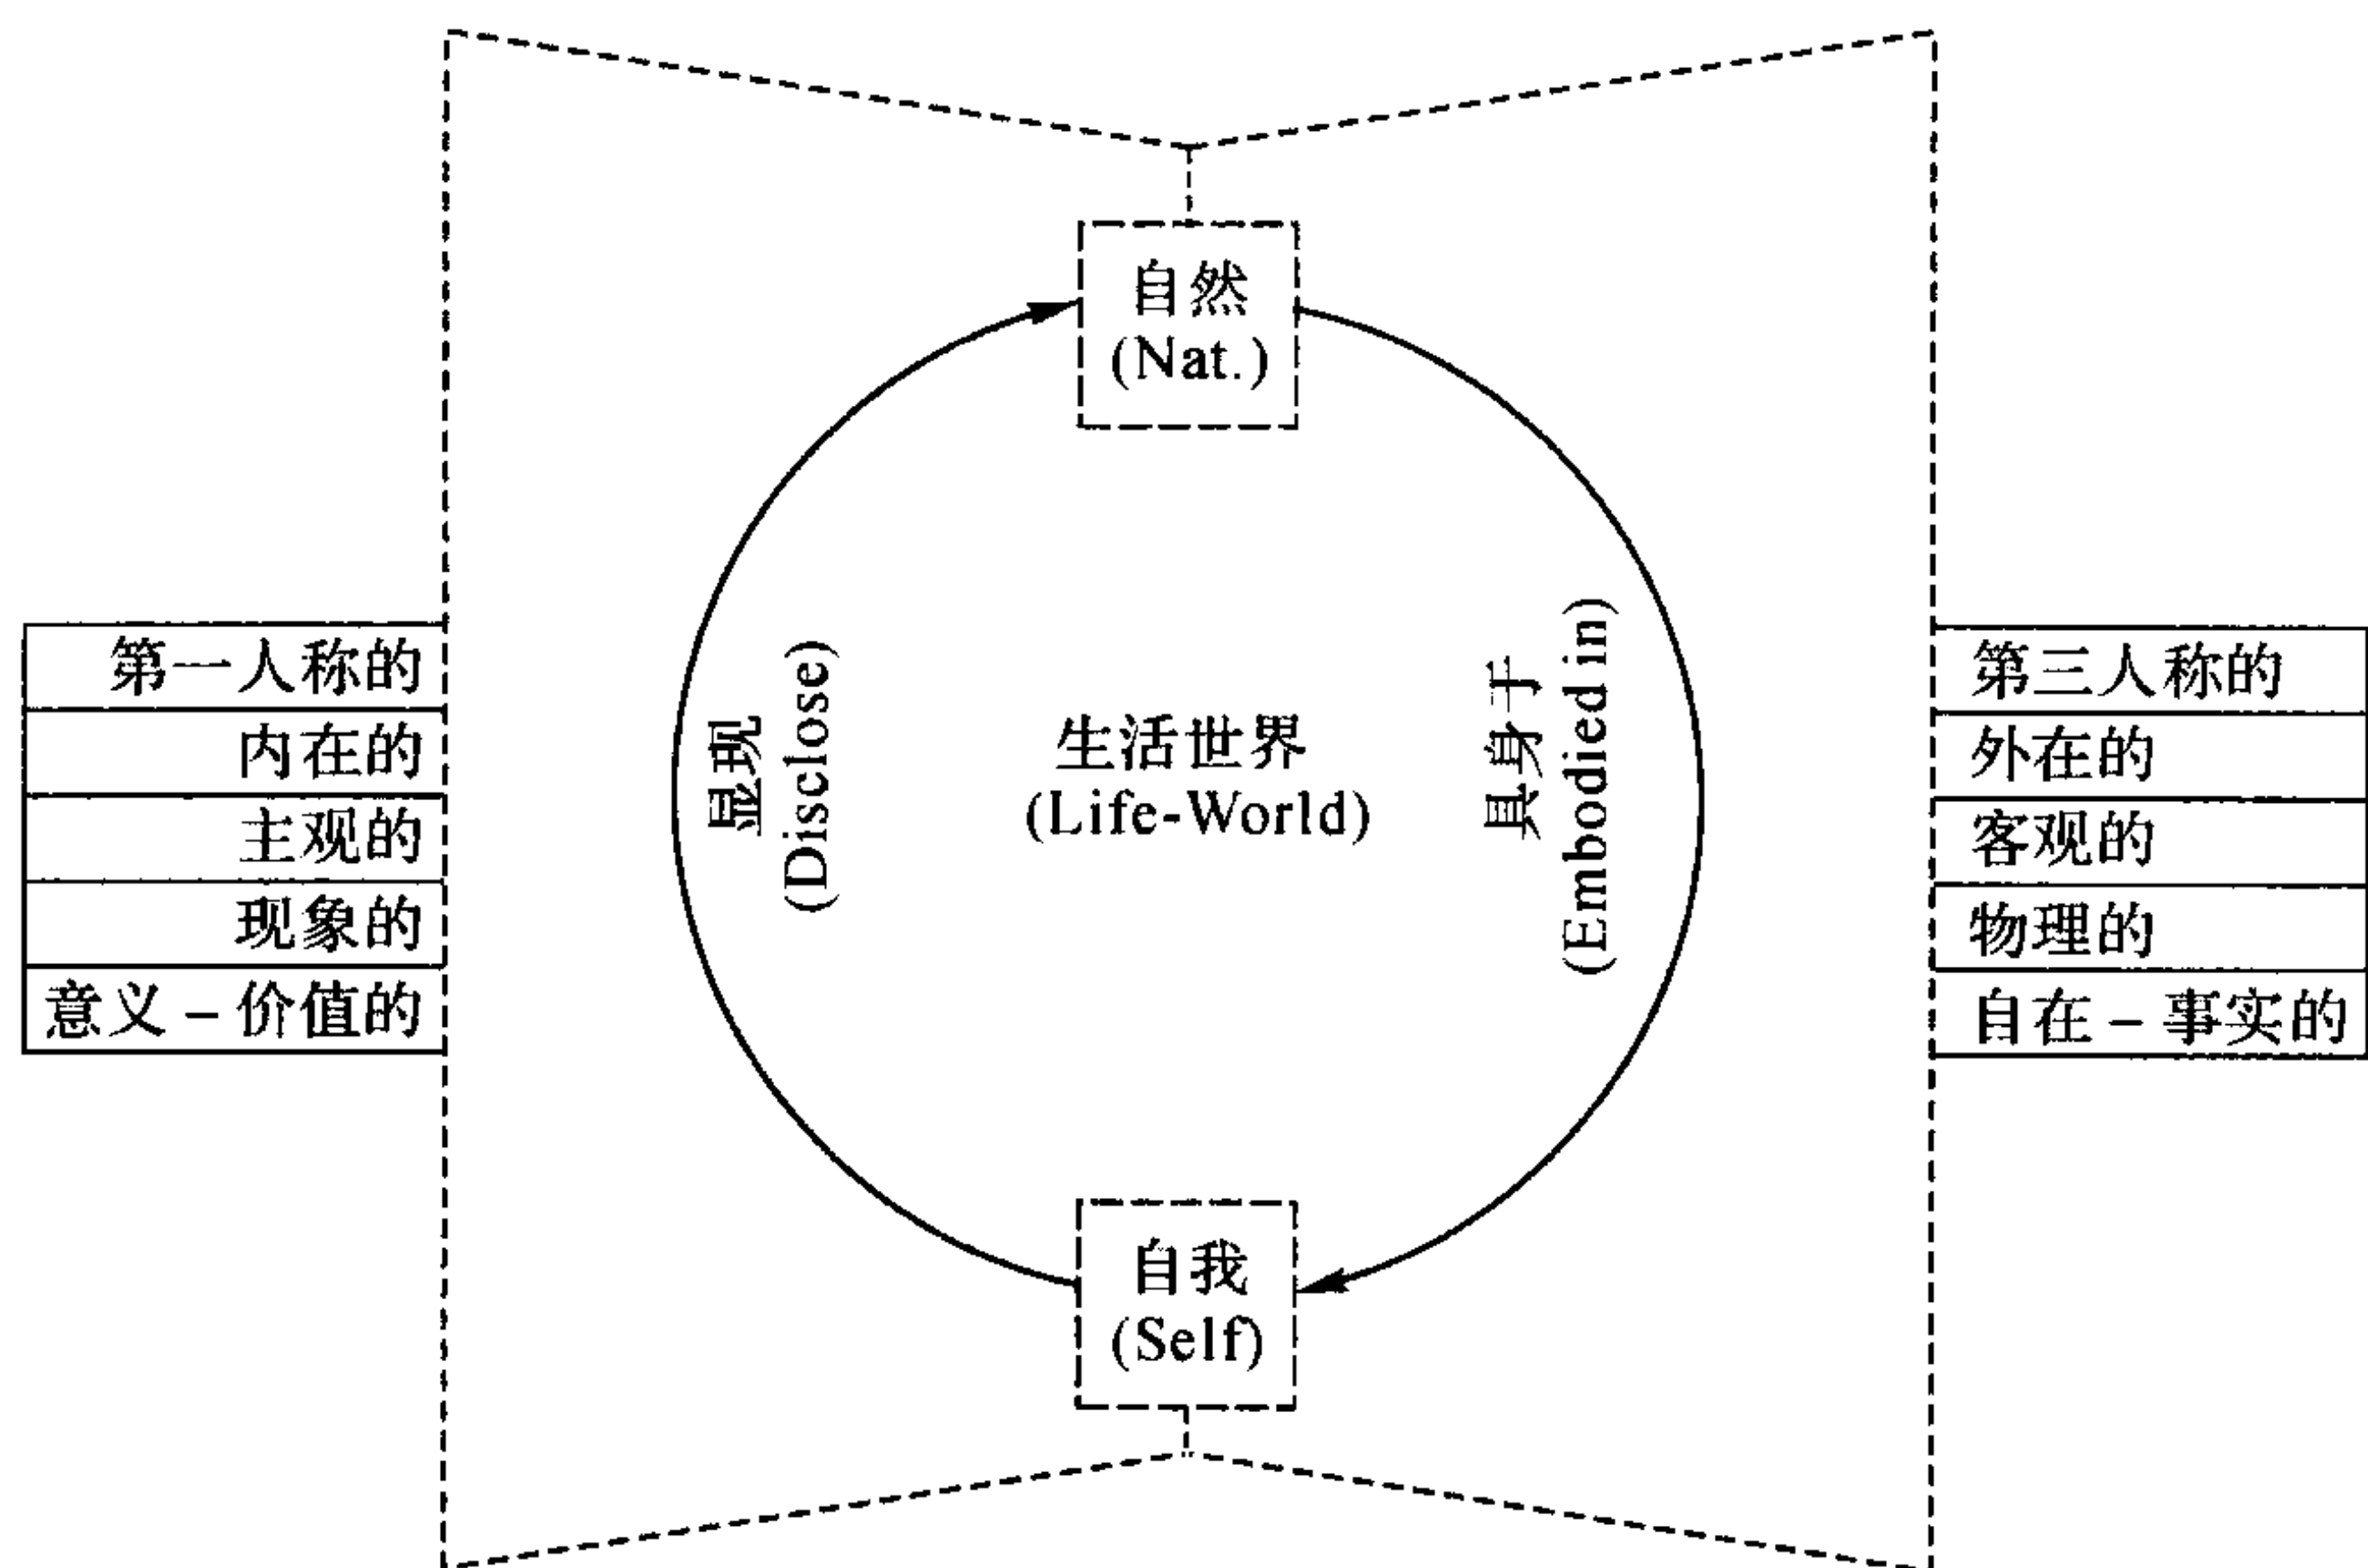 自然
(Nat.)
第一人称的
内在的
主观的
现象的
意义－价值的
显现
(Disclose)
生活世界
(Life-World)
具身于
(Embodied in)
第三人称的
外在的
客观的
物理的
自在－事实的
自我
(Self)